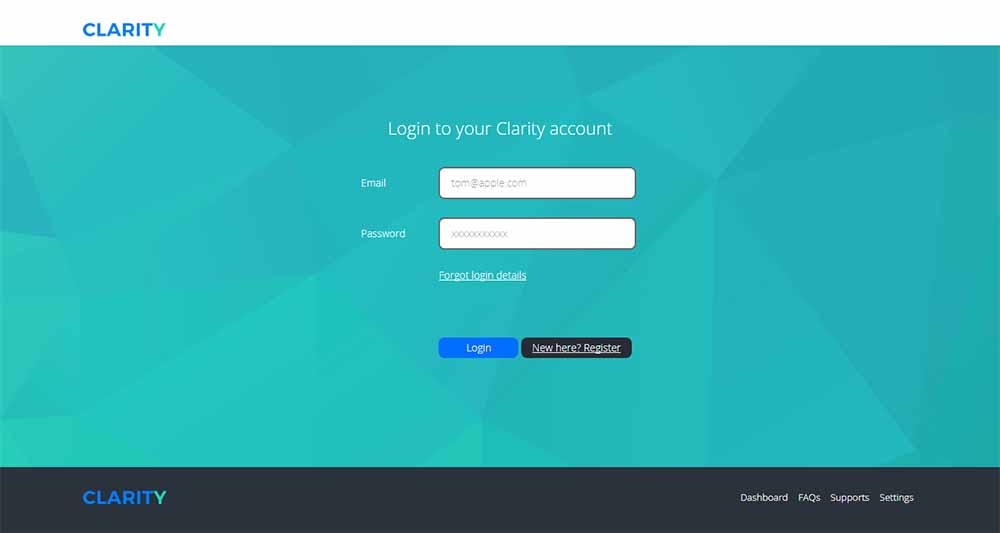 CLARITY
Login to your Clarity account
Email
tom@apple.com
Password
xxxxxxxxxxx
Forgot login details
Login
New here? Register
CLARITY
Dashboard FAQs Supports Settings